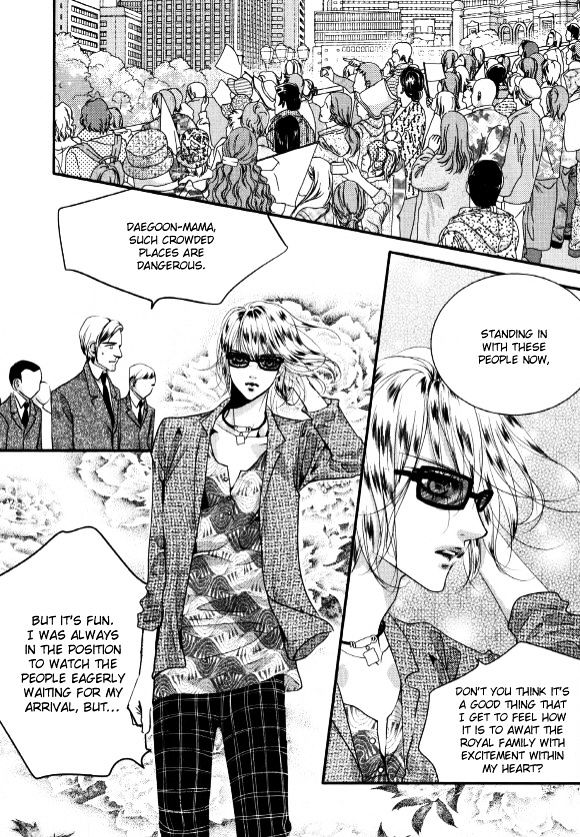 DAEGOON-MAMA,
SUCH CROWDED
PLACES ARE
DANGEROUS.
BUT IT'S FUN.
I WAS ALWAYS
IN THE POSITION
TO WATCH THE
PEOPLE EAGERLY
WAITING FOR MY
ARRIVAL, BUT...
STANDING IN
WITH THESE
PEOPLE NOW,
DON'T YOU THINK IT'S
A GOOD THING THAT
I GET TO FEEL HOW
IT IS TO AWAIT THE
ROYAL FAMILY WITH
EXCITEMENT WITHIN
MY HEART?